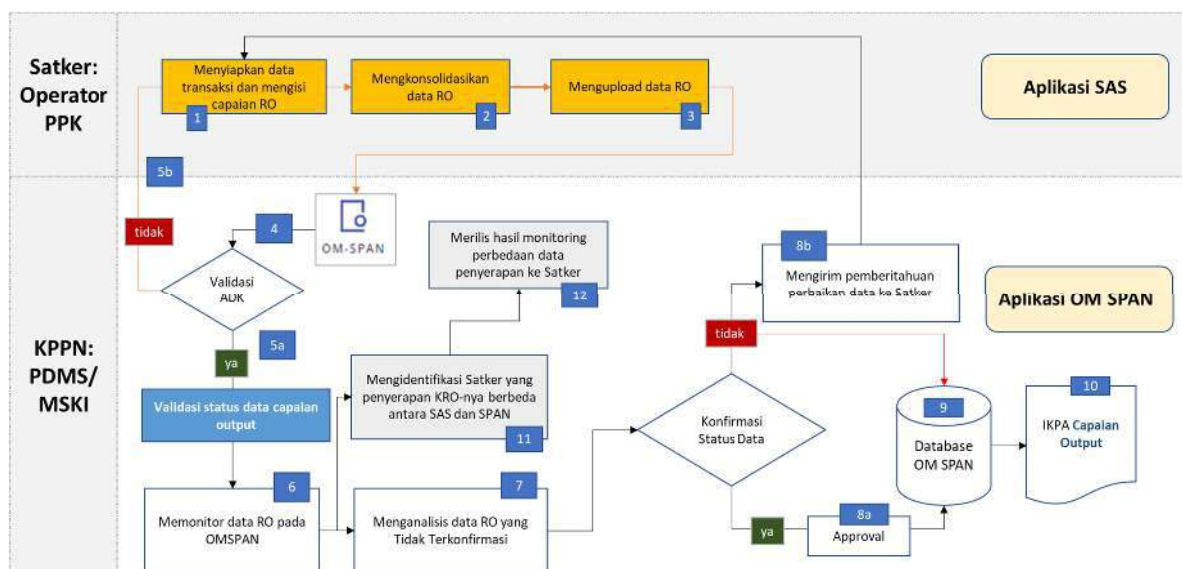 Satker:
Operator
PPK
Menyiapkan data
transaksi dan mengisi
capaian RO
1
Mengkonsolidasikan
data RO
2
Mengupload data RO
3
Aplikasi SAS
5b
tidak
4
OM-SPAN
Validasi
ADK
5a
ya
KPPN:
PDMS/
MSKI
Validasi status data capaian
output
6
Memonitor data RO pada
OMSPAN
Merilis hasil monitoring
perbedaan data
penyerapan ke Satker
12
Mengidentifikasi Satker yang
penyerapan KRO-nya berbeda
antara SAS dan SPAN
11
7
Menganalisis data RO yang
Tidak Terkonfirmasi
8b
Mengirim pemberitahuan
perbaikan data ke Satker
Aplikasi OM SPAN
tidak
Konfirmasi
Status Data
ya
8a
Approval
9
Database
OM SPAN
10
IKPA Capaian
Output